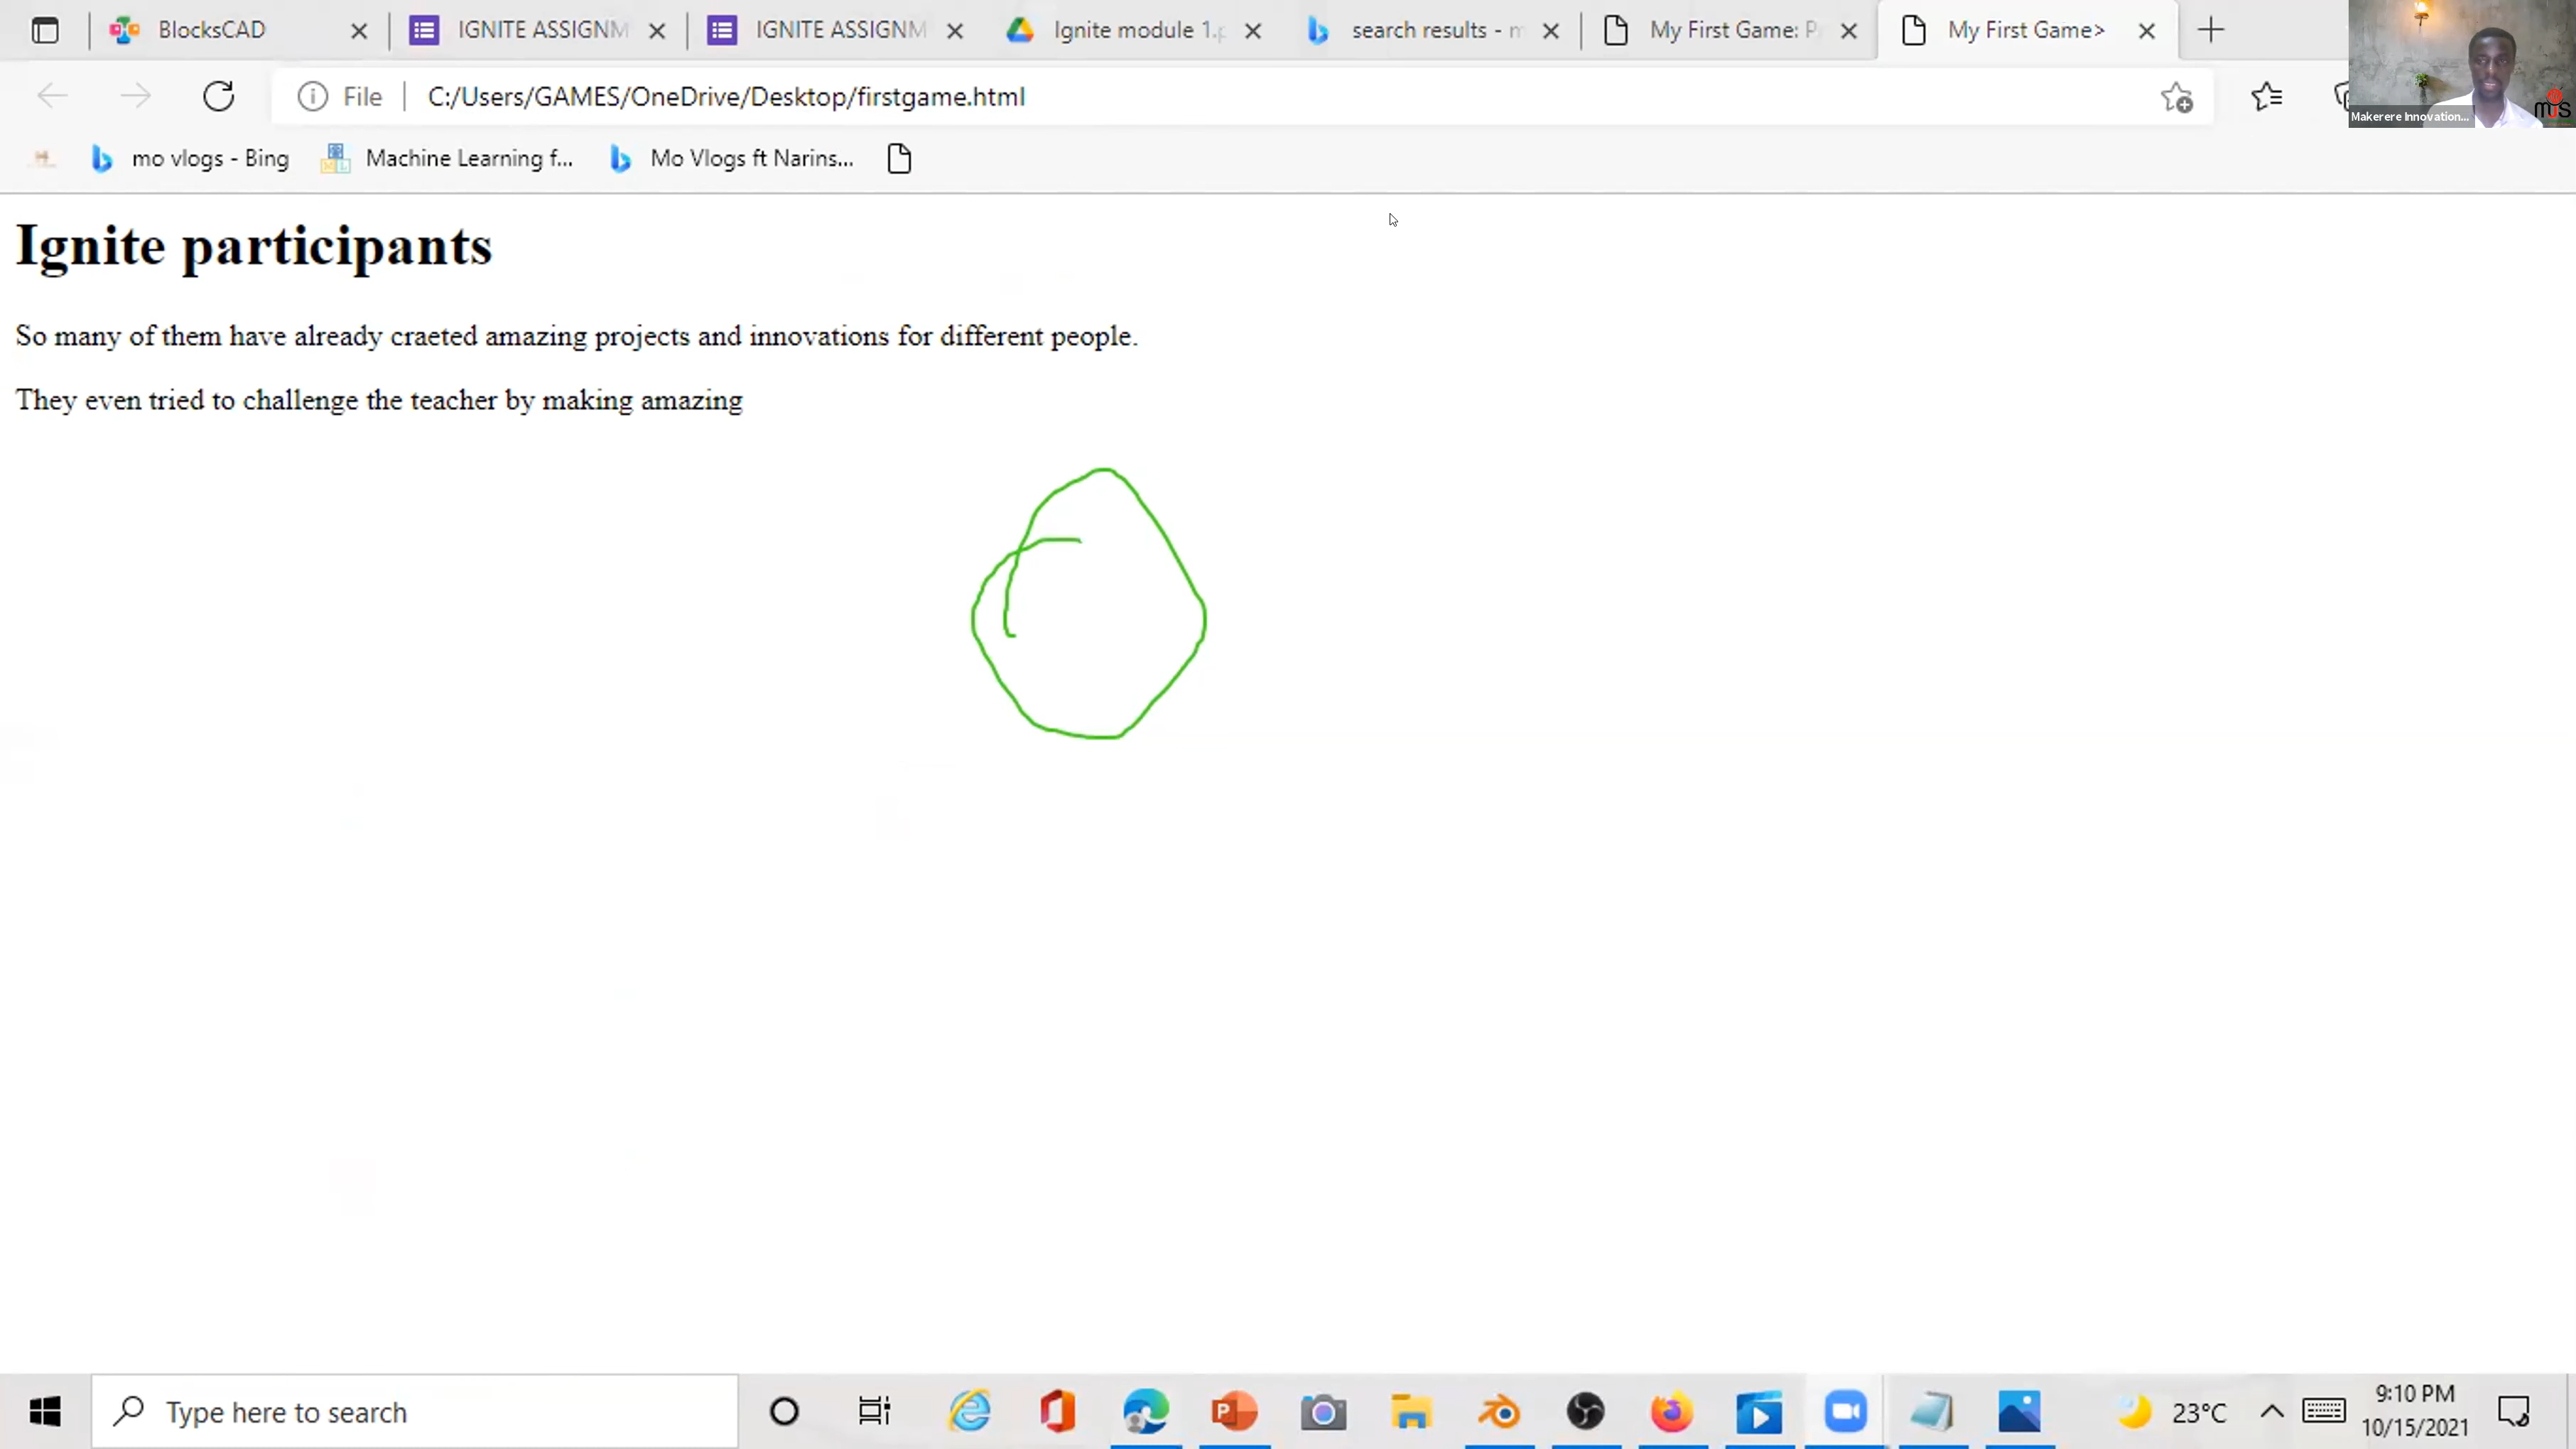 BlocksCAD
IGNITE ASSIGNM
IGNITE ASSIGNM
Ignite module 1.p
search results - m
My First Game: P
My First Game>
File
C:/Users/GAMES/OneDrive/Desktop/firstgame.html
Makerere Innovation...
mis
mo vlogs - Bing
Machine Learning f...
Mo Vlogs ft Narins...
Ignite participants
So many of them have already craeted amazing projects and innovations for different people.
They even tried to challenge the teacher by making amazing
Type here to search
23°C
9:10 PM
10/15/2021